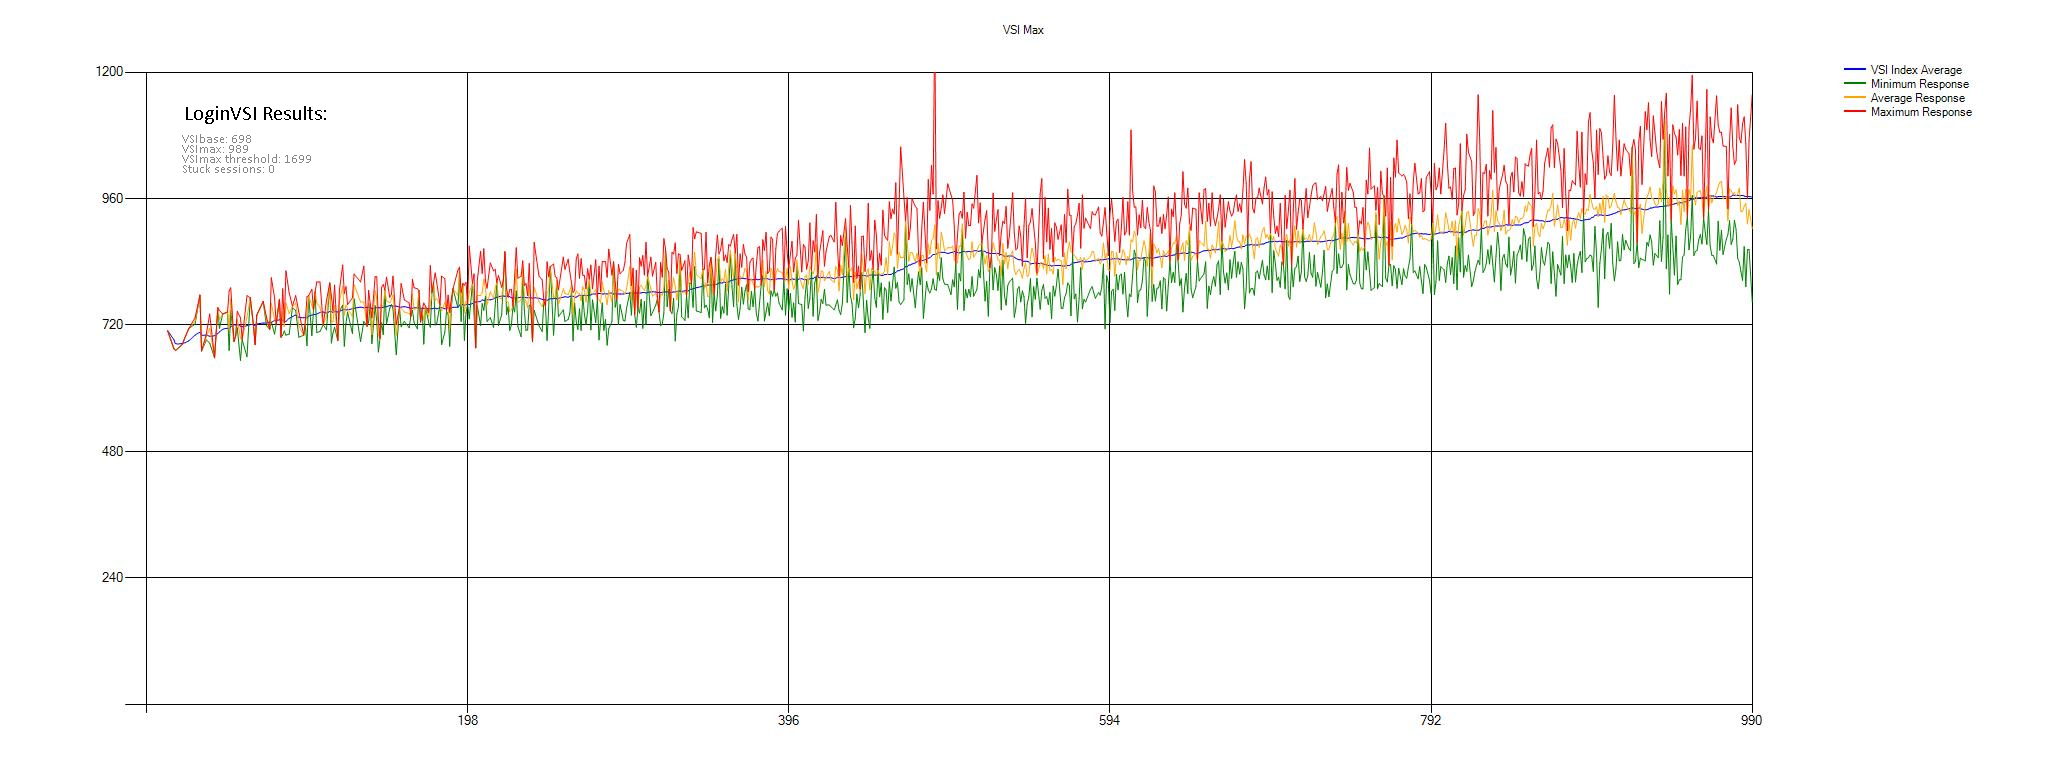 VSI Max
1200
960
720
480
240
198
396
594
792
990
LoginVSI Results:
VSIbase: 698
VSImax: 989
VSImax threshold: 1699
Stuck sessions: 0
VSI Index Average
Minimum Response
Average Response
Maximum Response